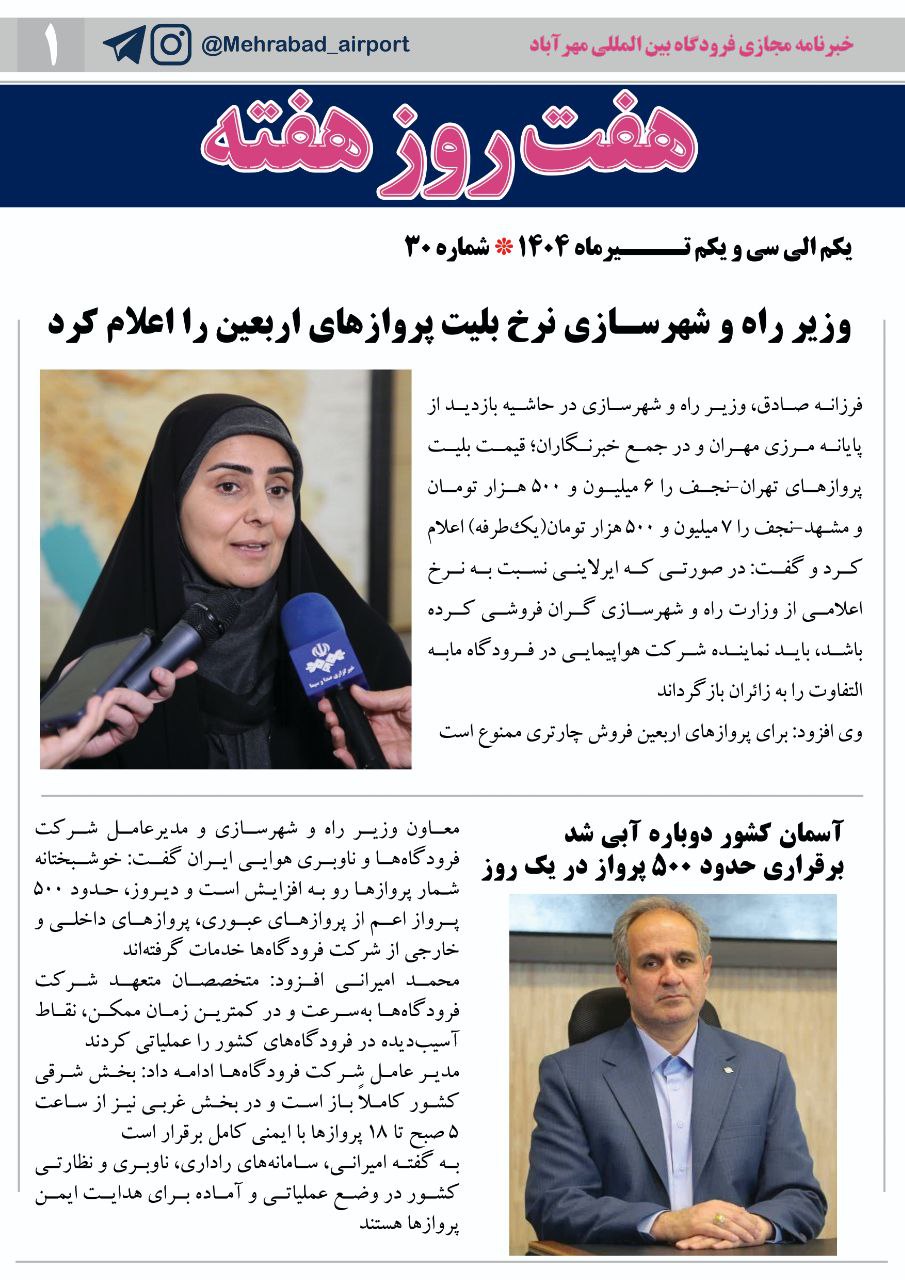 خبرنامه مجازی فرودگاه بین المللی مهرآباد
@Mehrabad_airport
۱
هفت روز هفته
یکم الی سی و یکم تیرماه ۱۴۰۴ * شماره ۳۰
وزیر راه و شهرسازی نرخ بلیت پروازهای اربعین را اعلام کرد
فرزانه صادق، وزیر راه و شهرسازی در حاشیه بازدید از
پایانه مرزی مهران و در جمع خبرنگاران؛ قیمت بلیت
پروازهای تهران-نجف را ۶ میلیون و ۵۰۰ هزار تومان
و مشهد-نجف را ۷ میلیون و ۵۰۰ هزار تومان(یک‌طرفه) اعلام
کرد و گفت: در صورتی که ایرلاینی نسبت به نرخ
اعلامی از وزارت راه و شهرسازی گران فروشی کرده
باشد، باید نماینده شرکت هواپیمایی در فرودگاه مابه
التفاوت را به زائران بازگرداند
وی افزود: برای پروازهای اربعین فروش چارتری ممنوع است
خبرگزاری صدا و سیما
آسمان کشور دوباره آبی شد
برقراری حدود ۵۰۰ پرواز در یک روز
معاون وزیر راه و شهرسازی و مدیرعامل شرکت
فرودگاه‌ها و ناوبری هوایی ایران گفت: خوشبختانه
شمار پروازها رو به افزایش است و دیروز، حدود ۵۰۰
پرواز اعم از پروازهای عبوری، پروازهای داخلی و
خارجی از شرکت فرودگاه‌ها خدمات گرفته‌اند
محمد امیرانی افزود: متخصصان متعهد شرکت
فرودگاه‌ها به‌سرعت و در کمترین زمان ممکن، نقاط
آسیب‌دیده در فرودگاه‌های کشور را عملیاتی کردند
مدیر عامل شرکت فرودگاه‌ها ادامه داد: بخش شرقی
کشور کاملاً باز است و در بخش غربی نیز از ساعت
۵ صبح تا ۱۸ پروازها با ایمنی کامل برقرار است
به گفته امیرانی، سامانه‌های راداری، ناوبری و نظارتی
کشور در وضع عملیاتی و آماده برای هدایت ایمن
پروازها هستند